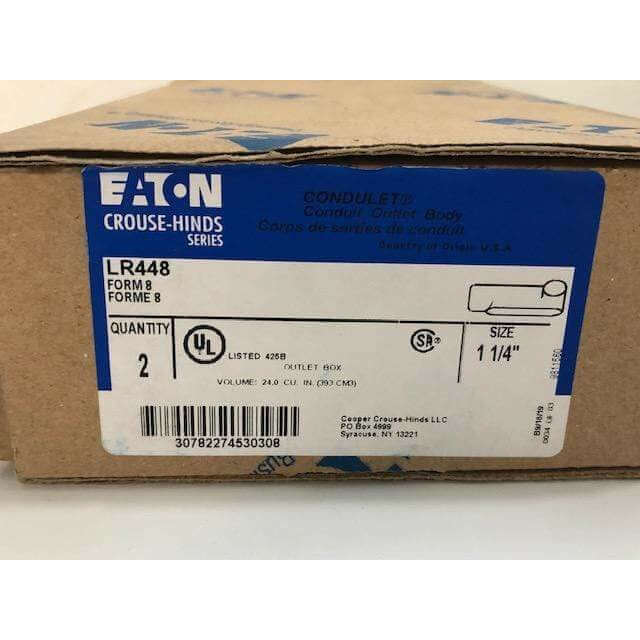 EATON
CROUSE-HINDS
SERIES
CONDULET®
Conduit Outlet Body
Corps de sorties de conduit
Country of Origin U.S.A.
LR448
FORM 8
FORME 8
QUANTITY
2
UL
LISTED 425B
OUTLET BOX
VOLUME: 24.0 CU. IN. (393 CM3)
SA®
SIZE
1 1/4"
30782274530308
Cooper Crouse-Hinds LLC
PO Box 4999
Syracuse, NY 13221